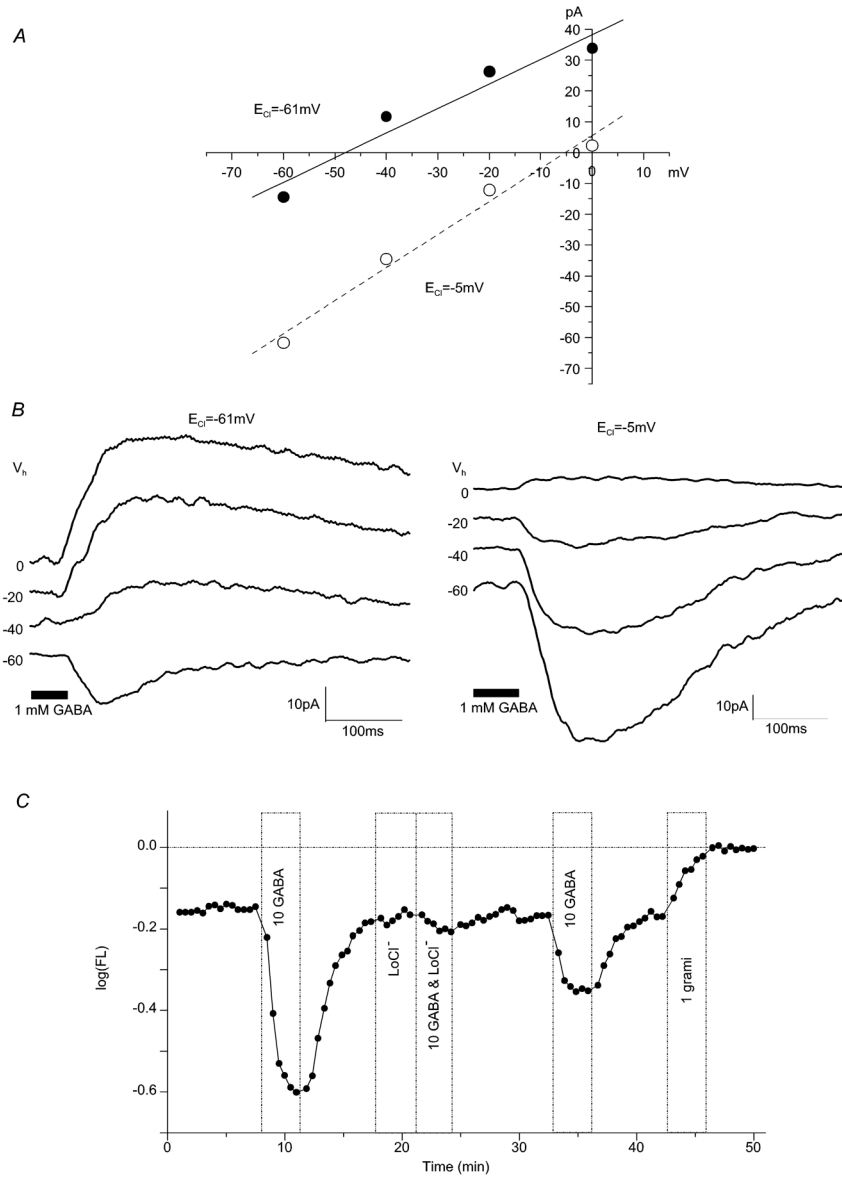 A
pA
40
30
20
10
0
-10
-20
-30
-40
-50
-60
-70
E_Cl=-61mV
-70 -60 -50 -40 -30 -20 -10 0 10 mV
E_Cl=-5mV
B
E_Cl=-61mV
V_h
0
-20
-40
-60
1 mM GABA
10pA
100ms
E_Cl=-5mV
V_h
0
-20
-40
-60
1 mM GABA
10pA
100ms
C
log(FL)
0.0
-0.2
-0.4
-0.6
10 GABA
LoCl⁻
10 GABA & LoCl⁻
10 GABA
1 grami
0 10 20 30 40 50
Time (min)